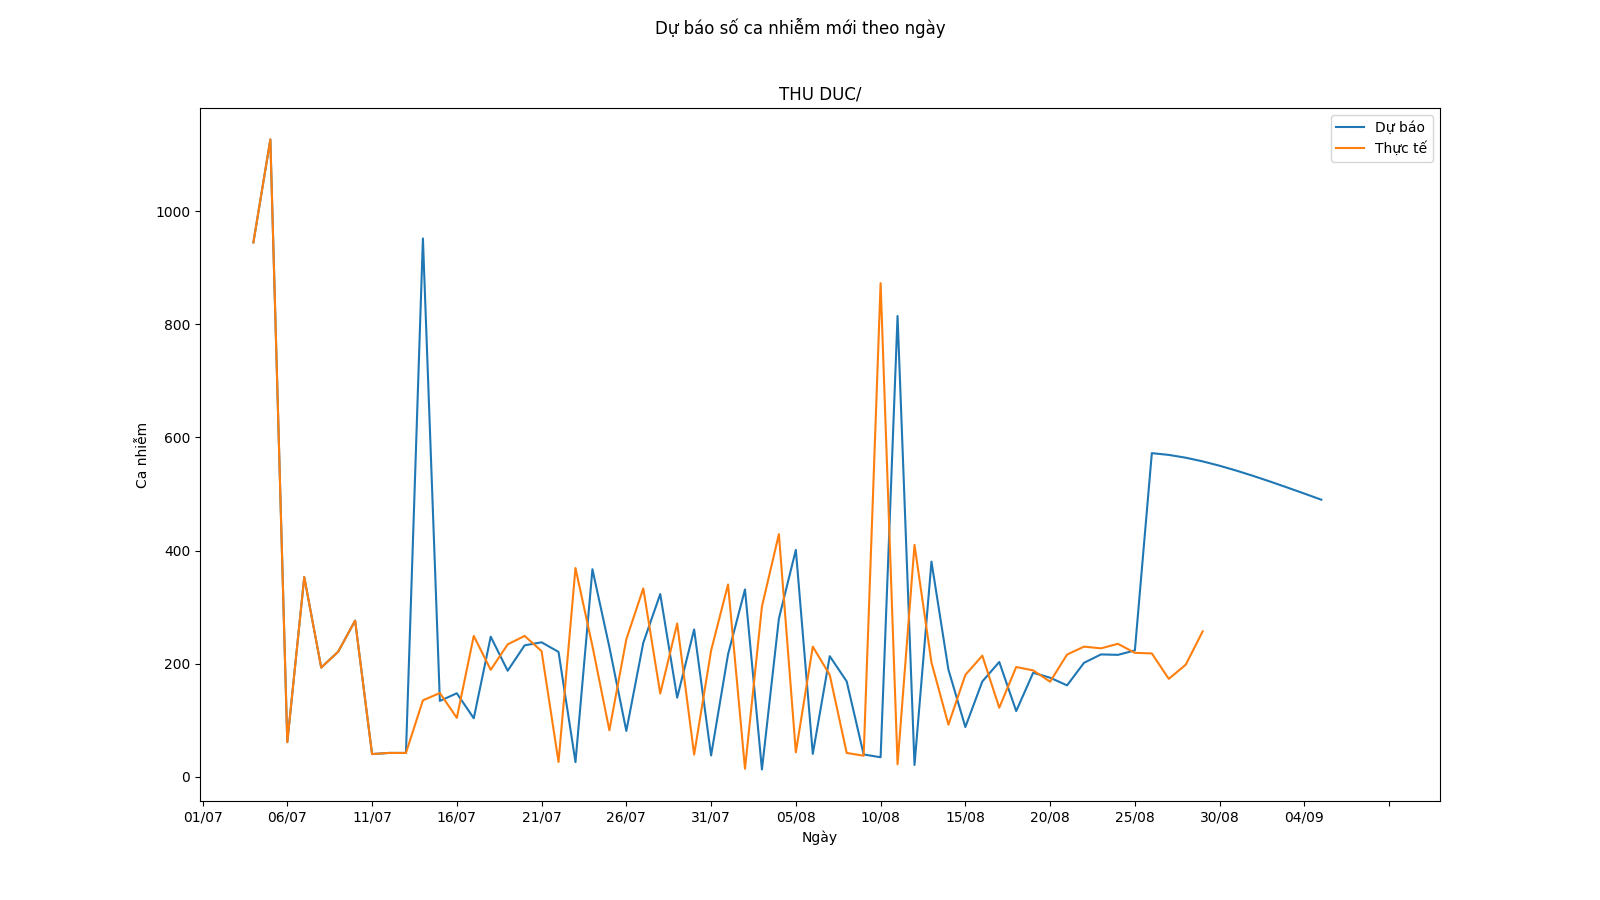 Dự báo số ca nhiễm mới theo ngày
THU DUC/
Dự báo
Thực tế
Ca nhiễm
1000
800
600
400
200
0
01/07 06/07 11/07 16/07 21/07 26/07 31/07 05/08 10/08 15/08 20/08 25/08 30/08 04/09
Ngày